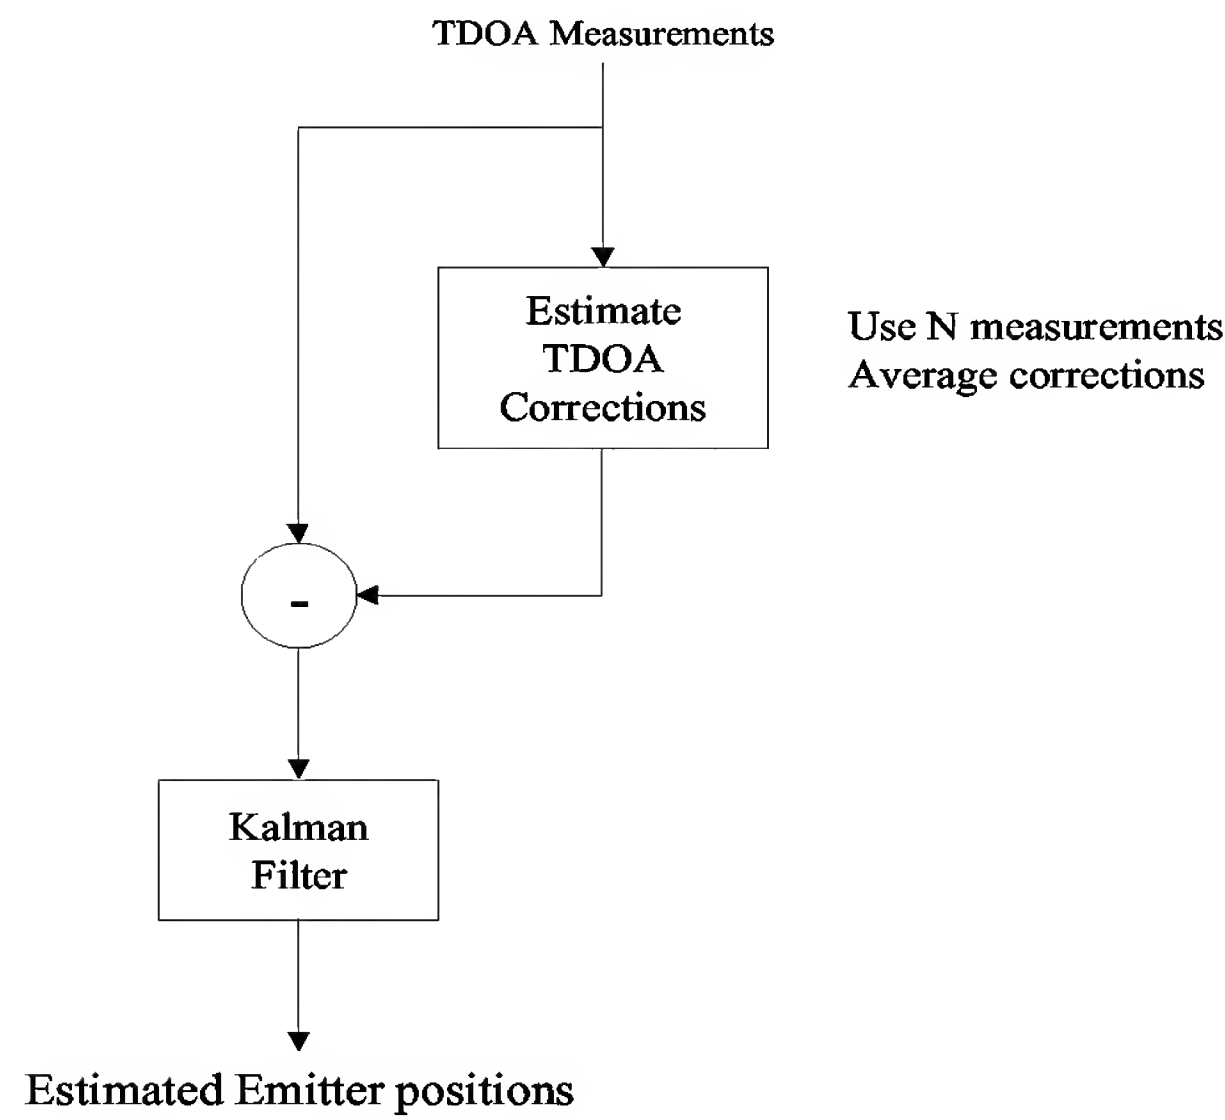 TDOA Measurements
Estimate
TDOA
Corrections
Use N measurements
Average corrections
-
Kalman
Filter
Estimated Emitter positions